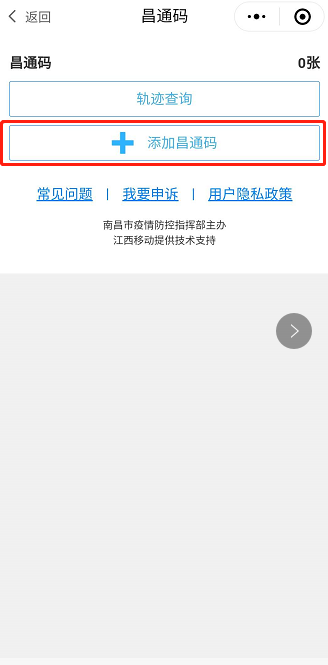 返回 昌通码
昌通码 0张
轨迹查询
添加昌通码
常见问题 | 我要申诉 | 用户隐私政策
南昌市疫情防控指挥部主办
江西移动提供技术支持